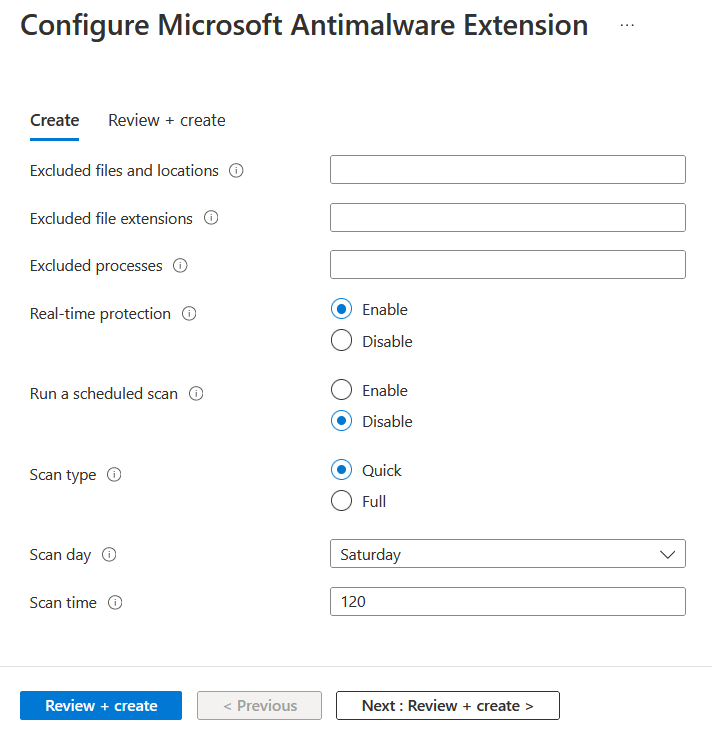 Configure Microsoft Antimalware Extension ...
Create Review + create
Excluded files and locations
Excluded file extensions
Excluded processes
Real-time protection Enable
Disable
Run a scheduled scan Enable
Disable
Scan type Quick
Full
Scan day Saturday
Scan time 120
Review + create < Previous Next : Review + create >